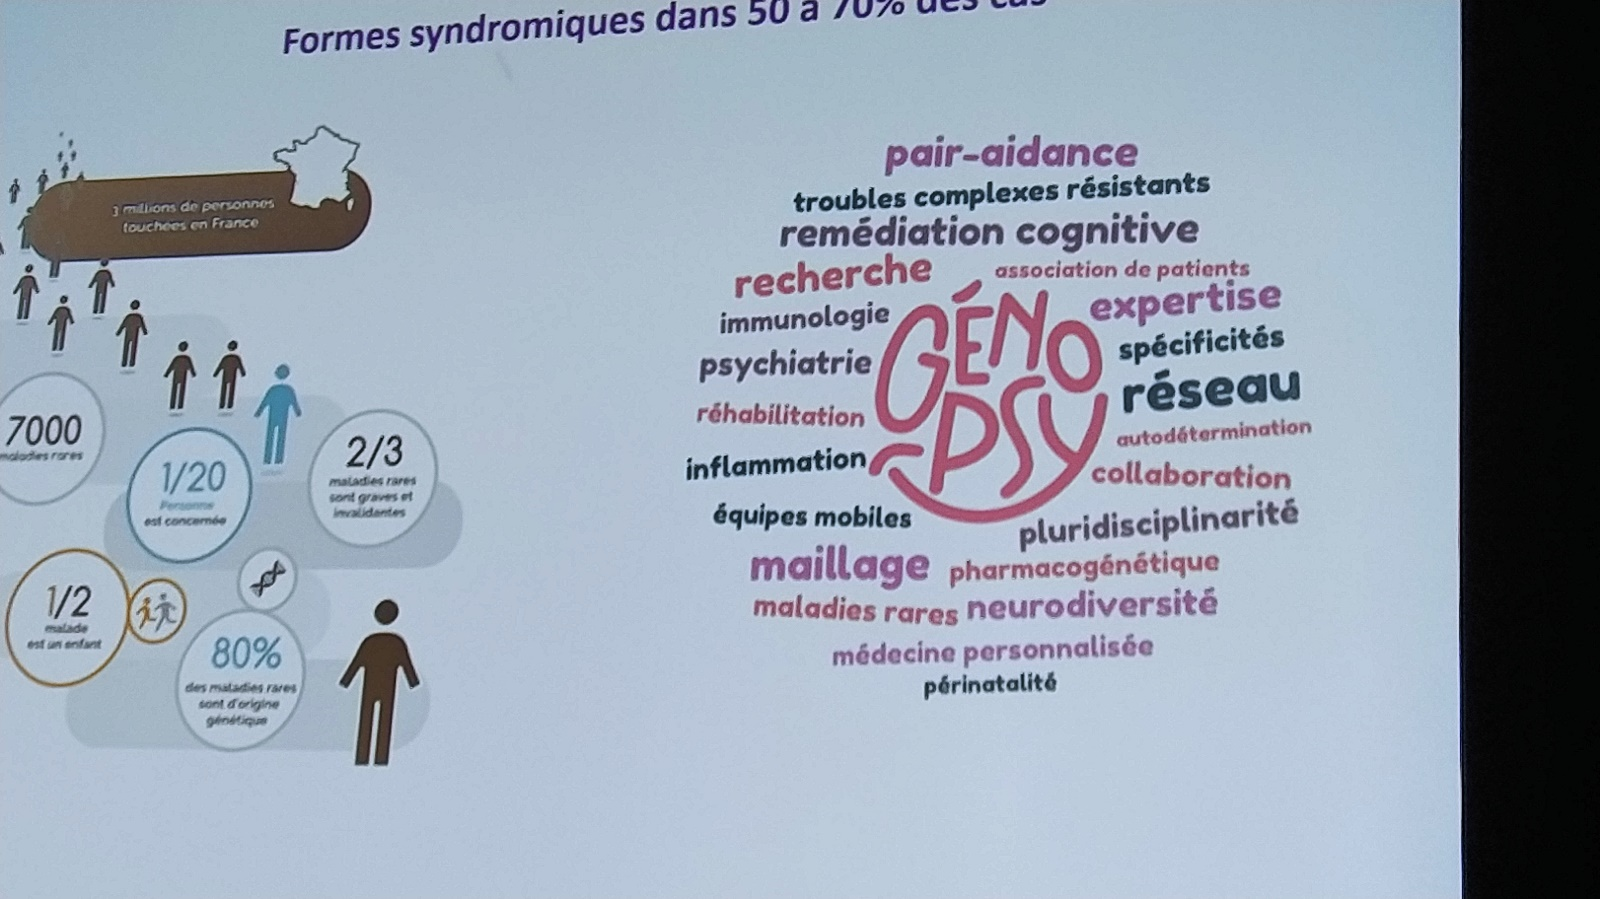 Formes syndromiques dans 50 à 70% des cas
3 millions de personnes
touchées en France
7000
maladies rares
1/20
Personne
est concernée
2/3
maladies rares
sont graves et
invalidantes
1/2
malade
est un enfant
80%
des maladies rares
sont d'origine
génétique
pair-aidance
troubles complexes résistants
remédiation cognitive
recherche
association de patients
immunologie
expertise
psychiatrie
spécificités
réhabilitation
réseau
inflammation
autodétermination
GÉNO
PSY
collaboration
équipes mobiles
pluridisciplinarité
maillage
pharmacogénétique
maladies rares
neurodiversité
médecine personnalisée
périnatalité